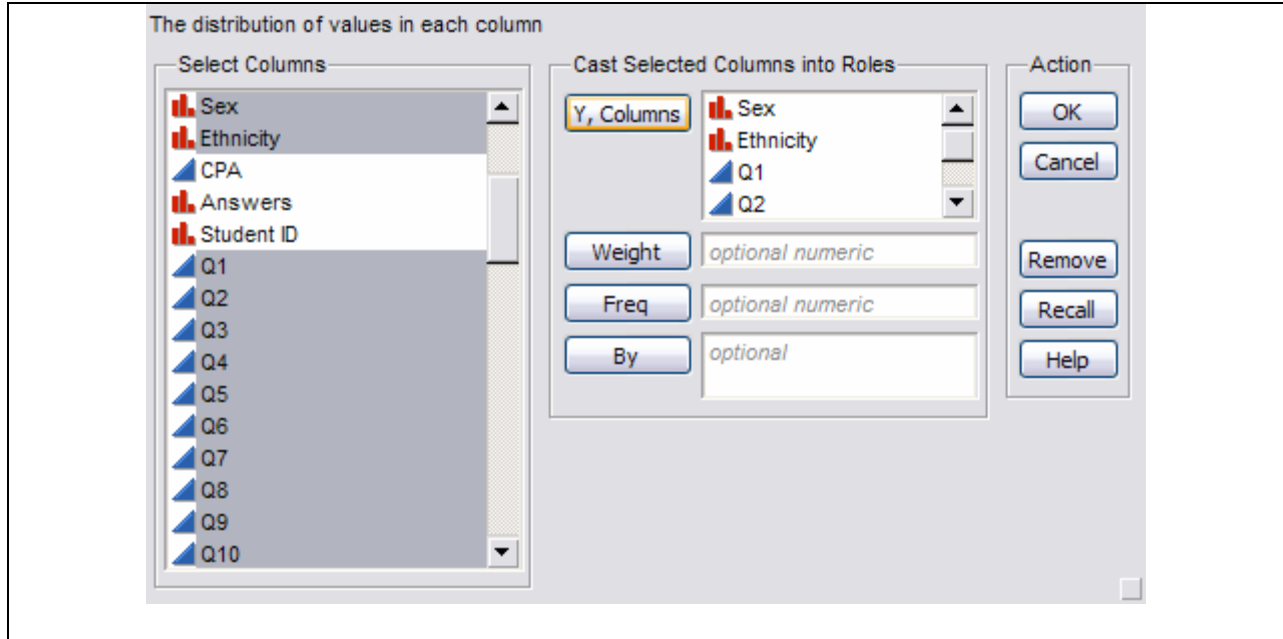 The distribution of values in each column
Select Columns
Sex
Ethnicity
CPA
Answers
Student ID
Q1
Q2
Q3
Q4
Q5
Q6
Q7
Q8
Q9
Q10
Cast Selected Columns into Roles
Y, Columns
Sex
Ethnicity
Q1
Q2
Weight
optional numeric
Freq
optional numeric
By
optional
Action
OK
Cancel
Remove
Recall
Help